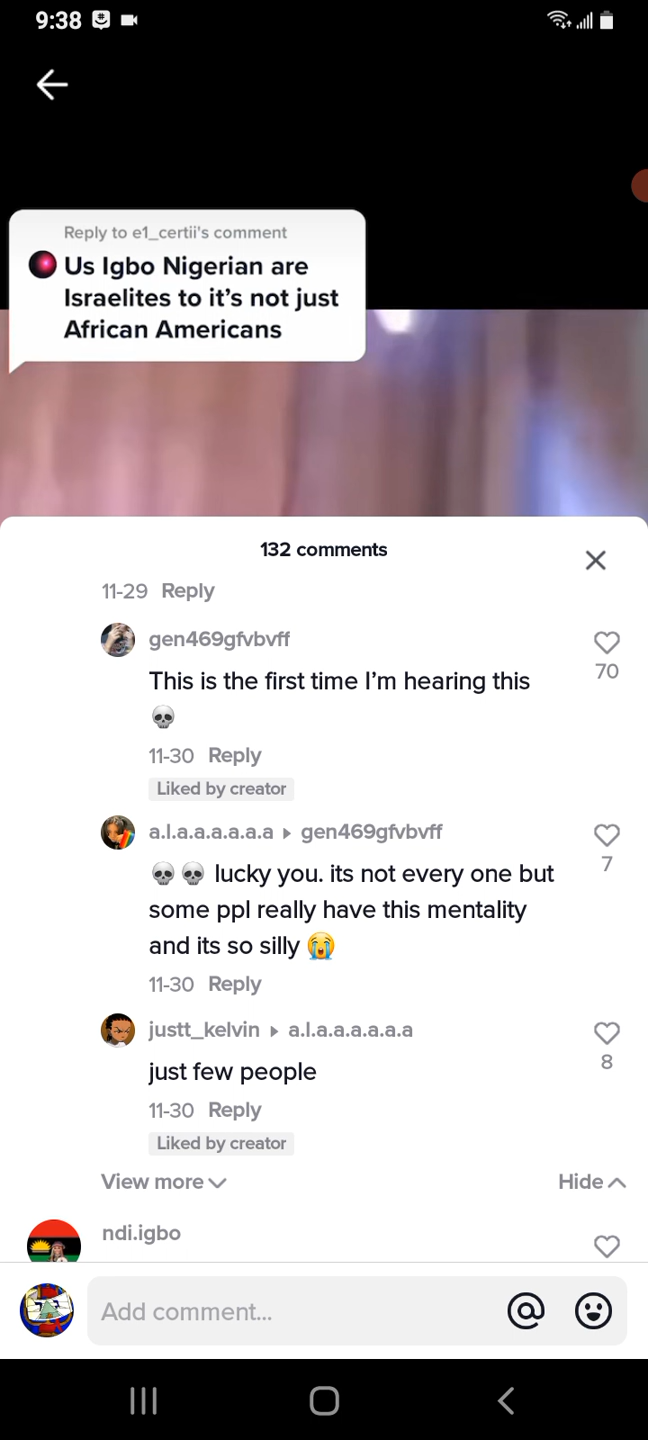 9:38
Reply to e1_certii's comment
Us Igbo Nigerian are
Israelites to it’s not just
African Americans
132 comments
11-29 Reply
gen469gfvbvff
This is the first time I’m hearing this
💀
70
11-30 Reply
Liked by creator
a.l.a.a.a.a.a.a ▸ gen469gfvbvff
💀💀 lucky you. its not every one but
some ppl really have this mentality
and its so silly 😭
7
11-30 Reply
justt_kelvin ▸ a.l.a.a.a.a.a.a
just few people
8
11-30 Reply
Liked by creator
View more
Hide
ndi.igbo
Add comment...